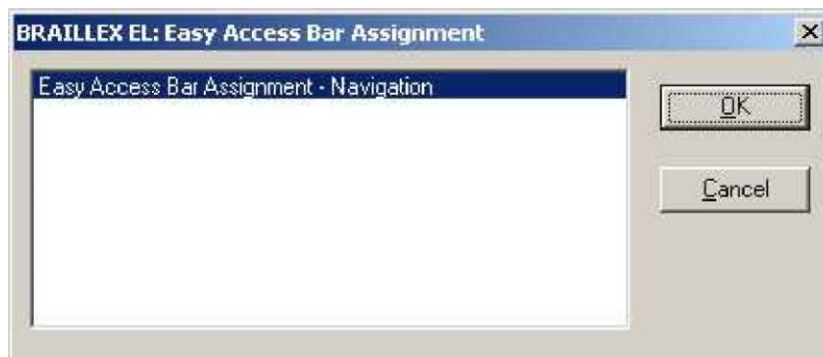 BRAILLEX EL: Easy Access Bar Assignment
Easy Access Bar Assignment - Navigation
OK
Cancel